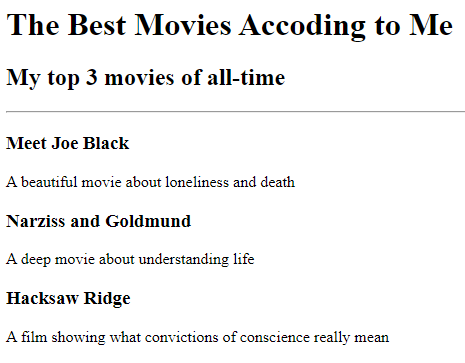 The Best Movies Accoding to Me
My top 3 movies of all-time
Meet Joe Black
A beautiful movie about loneliness and death
Narziss and Goldmund
A deep movie about understanding life
Hacksaw Ridge
A film showing what convictions of conscience really mean